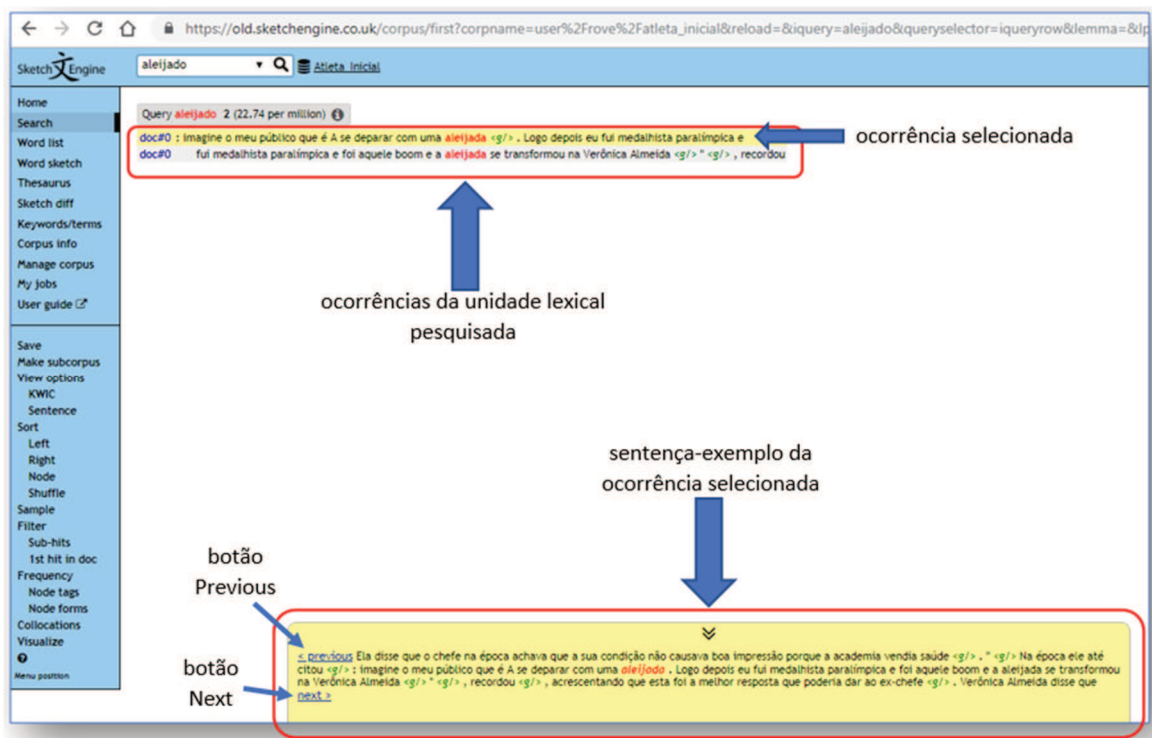 https://old.sketchengine.co.uk/corpus/first?corpname=user%2Frove%2Fatleta_inicial&reload=&iquery=aleijado&queryselector=iqueryrow&lemma=&lp
Sketch Engine
aleijado
Atleta_Inicial
Home
Search
Word list
Word sketch
Thesaurus
Sketch diff
Keywords/terms
Corpus info
Manage corpus
My jobs
User guide
Save
Make subcorpus
View options
KWIC
Sentence
Sort
Left
Right
Node
Shuffle
Sample
Filter
Sub-hits
1st hit in doc
Frequency
Node tags
Node forms
Collocations
Visualize
Menu position
Query aleijado 2 (22.74 per million)
doc#0 : imagine o meu público que é A se deparar com uma aleijada <g/> . Logo depois eu fui medalhista paralímpica e
doc#0 fui medalhista paralímpica e foi aquele boom e a aleijada se transformou na Verônica Almeida <g/> " <g/> , recordou
ocorrência selecionada
ocorrências da unidade lexical
pesquisada
sentença-exemplo da
ocorrência selecionada
botão
Previous
botão
Next
< previous Ela disse que o chefe na época achava que a sua condição não causava boa impressão porque a academia vendia saúde <g/> . " <g/> Na época ele até
citou <g/> : imagine o meu público que é A se deparar com uma aleijada . Logo depois eu fui medalhista paralímpica e foi aquele boom e a aleijada se transformou
na Verônica Almeida <g/> " <g/> , recordou <g/> , acrescentando que esta foi a melhor resposta que poderia dar ao ex-chefe <g/> . Verônica Almeida disse que
next >